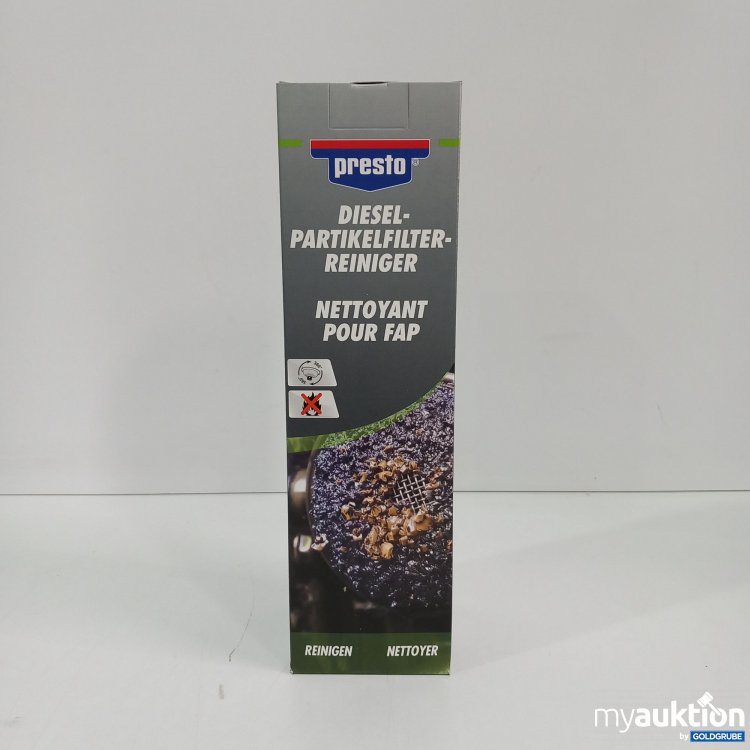 presto®
DIESEL-
PARTIKELFILTER-
REINIGER
NETTOYANT
POUR FAP
REINIGEN NETTOYER
myauktion
by GOLDGRUBE